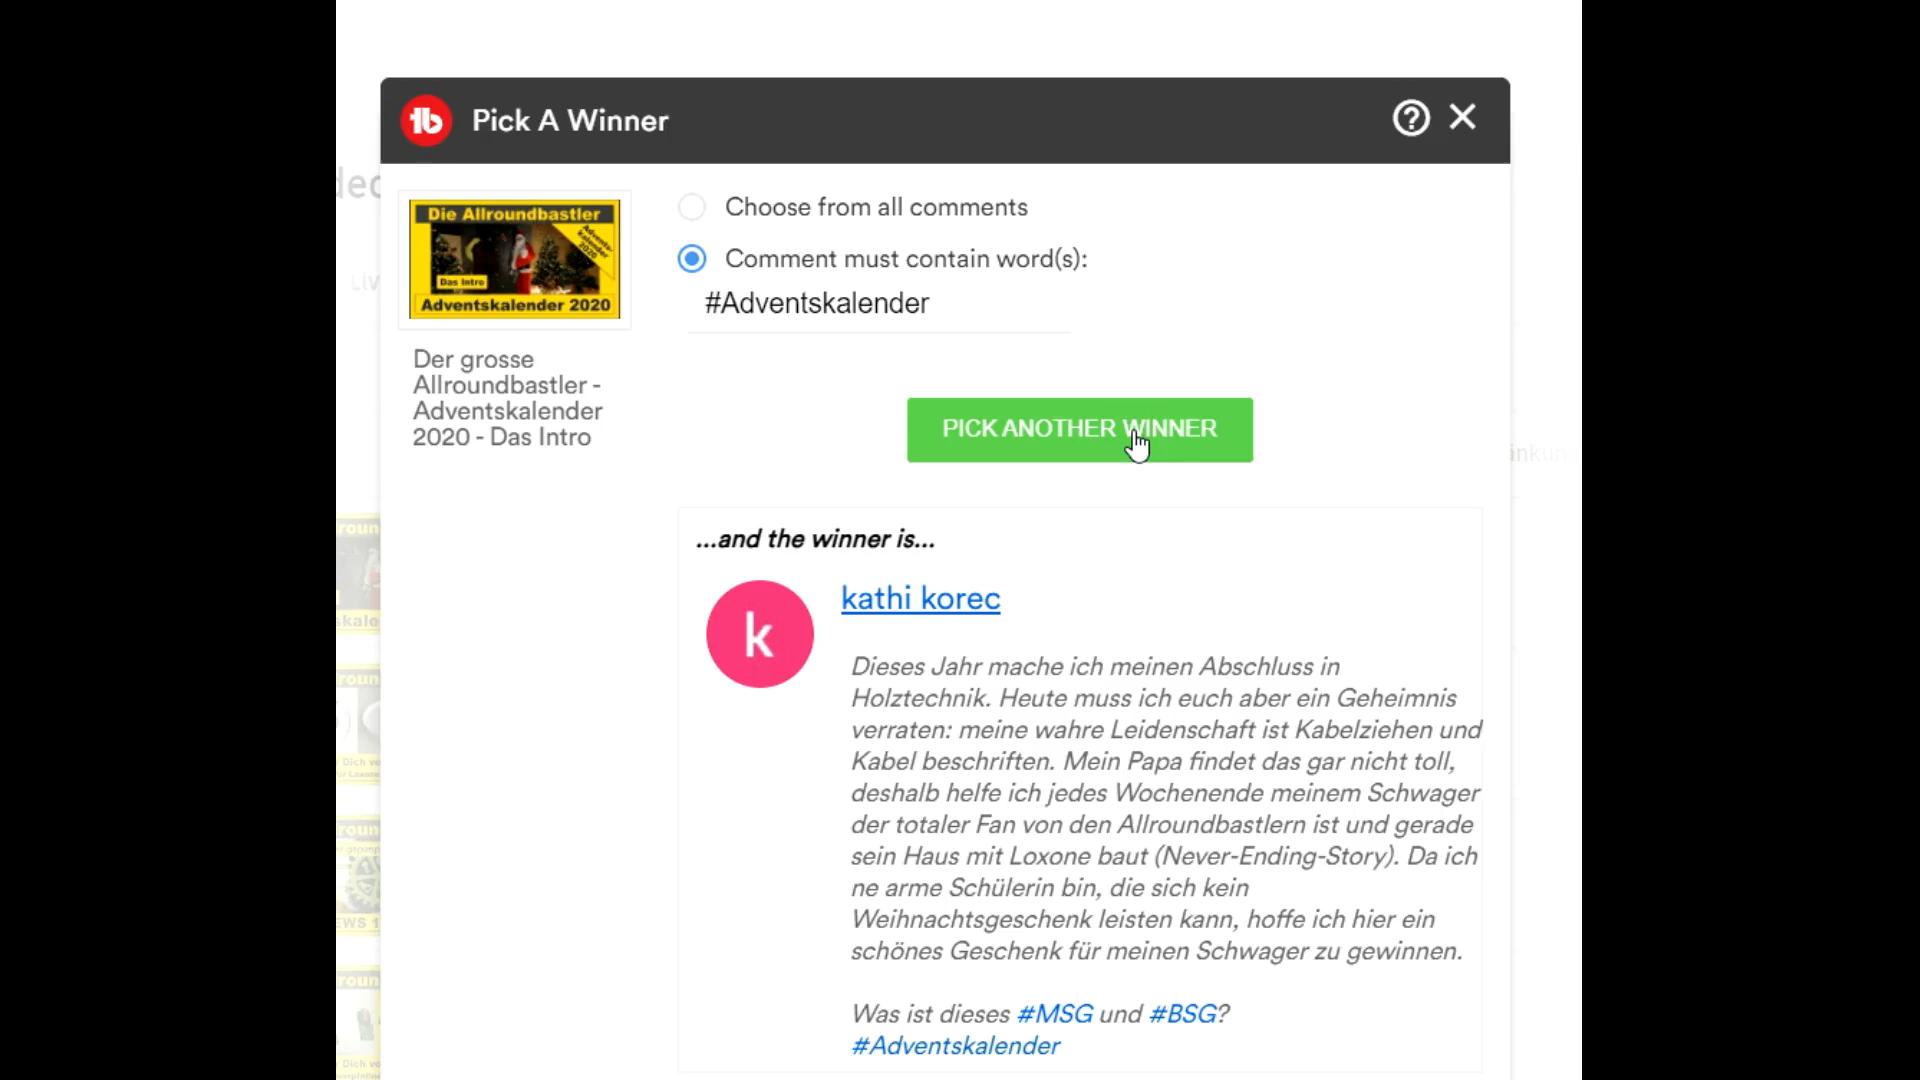 Pick A Winner
Die Allroundbastler
Advents-
kalender
2020
Das Intro
Adventskalender 2020
Der grosse
Allroundbastler -
Adventskalender
2020 - Das Intro
Choose from all comments
Comment must contain word(s):
#Adventskalender
PICK ANOTHER WINNER
...and the winner is...
k
kathi korec
Dieses Jahr mache ich meinen Abschluss in
Holztechnik. Heute muss ich euch aber ein Geheimnis
verraten: meine wahre Leidenschaft ist Kabelziehen und
Kabel beschriften. Mein Papa findet das gar nicht toll,
deshalb helfe ich jedes Wochenende meinem Schwager
der totaler Fan von den Allroundbastlern ist und gerade
sein Haus mit Loxone baut (Never-Ending-Story). Da ich
ne arme Schülerin bin, die sich kein
Weihnachtsgeschenk leisten kann, hoffe ich hier ein
schönes Geschenk für meinen Schwager zu gewinnen.
Was ist dieses #MSG und #BSG?
#Adventskalender